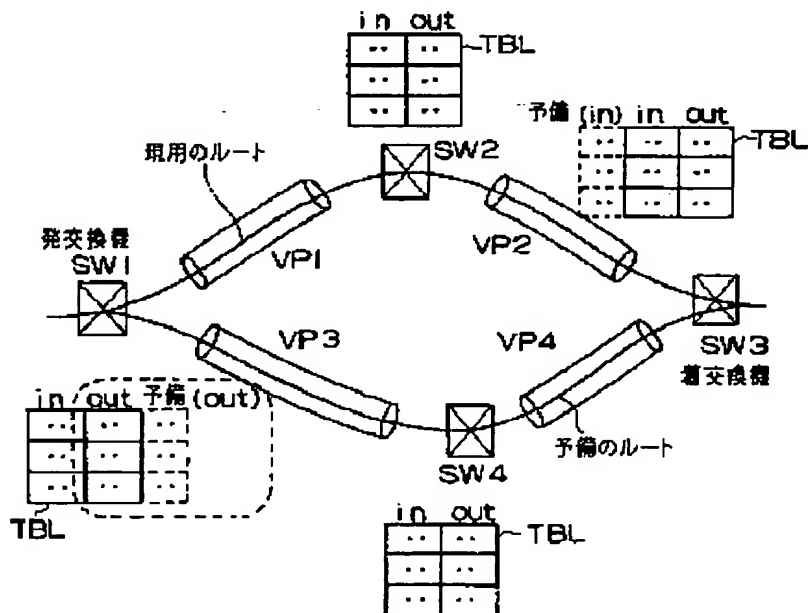 in out
TBL
予備 (in) in out
TBL
現用のルート
SW2
発交換機
SW1
VP1
VP2
VP3
VP4
SW3
着交換機
in out 予備 (out)
SW4
予備のルート
TBL
in out
TBL